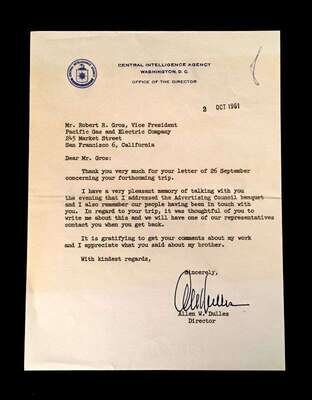 CENTRAL INTELLIGENCE AGENCY
WASHINGTON, D.C.
OFFICE OF THE DIRECTOR
2 OCT 1961
Mr. Robert R. Gros, Vice President
Pacific Gas and Electric Company
245 Market Street
San Francisco 6, California
Dear Mr. Gros:
Thank you very much for your letter of 26 September
concerning your forthcoming trip.
I have a very pleasant memory of talking with you
the evening that I addressed the Advertising Council banquet
and I also remember our people having been in touch with
you. In regard to your trip, it was thoughtful of you to
write me about this and we will have one of our representatives
contact you when you get back.
It is gratifying to get your comments about my work
and I appreciate what you said about my brother.
With kindest regards,
Sincerely,
Allen W. Dulles
Allen W. Dulles
Director